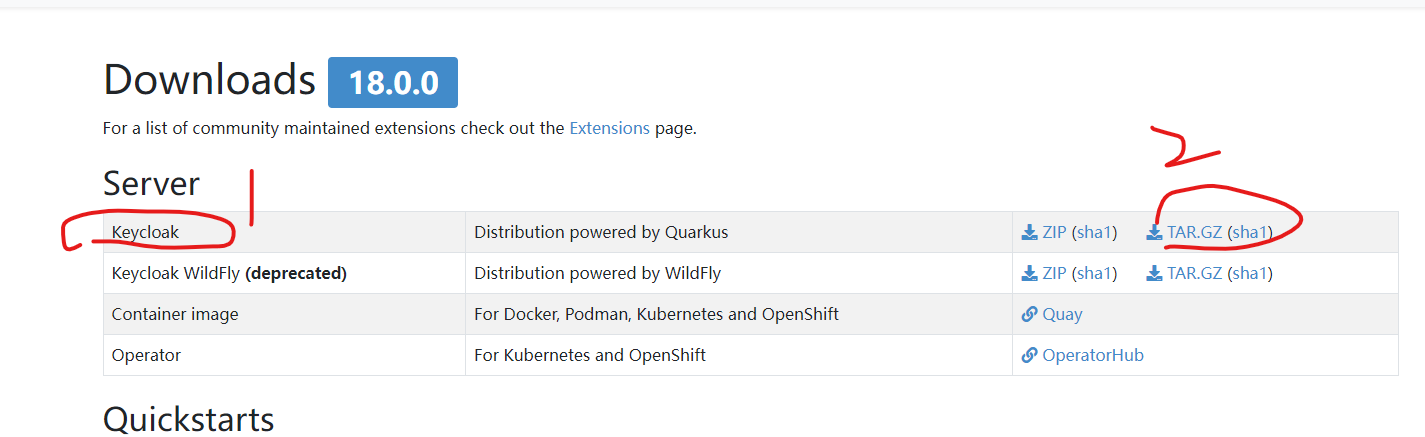 Downloads 18.0.0
For a list of community maintained extensions check out the Extensions page.
2
Server 1
Keycloak Distribution powered by Quarkus ZIP (sha1) TAR.GZ (sha1)
Keycloak WildFly (deprecated) Distribution powered by WildFly ZIP (sha1) TAR.GZ (sha1)
Container image For Docker, Podman, Kubernetes and OpenShift Quay
Operator For Kubernetes and OpenShift OperatorHub
Quickstarts